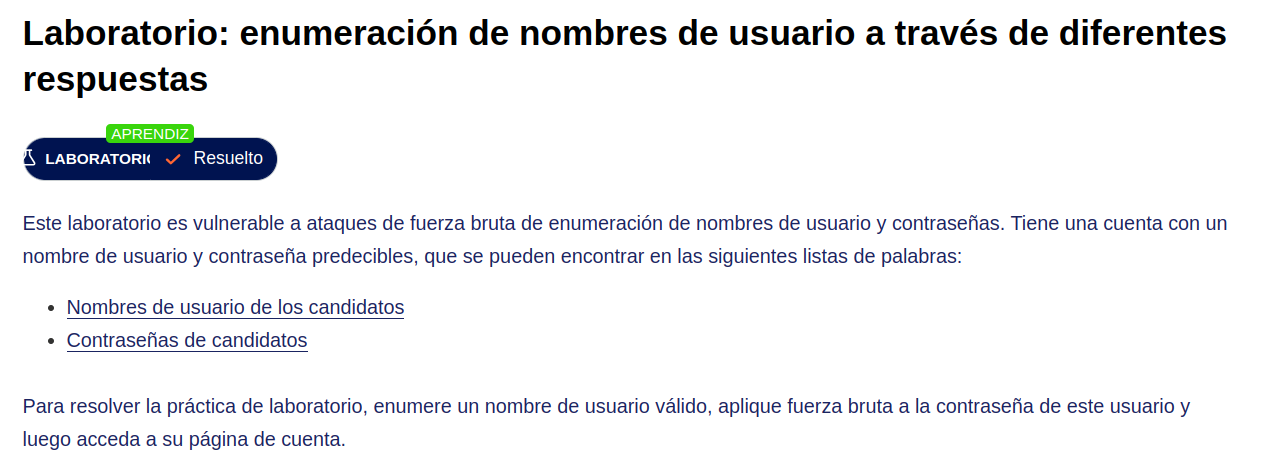 Laboratorio: enumeración de nombres de usuario a través de diferentes
respuestas
APRENDIZ
LABORATORIO Resuelto
Este laboratorio es vulnerable a ataques de fuerza bruta de enumeración de nombres de usuario y contraseñas. Tiene una cuenta con un
nombre de usuario y contraseña predecibles, que se pueden encontrar en las siguientes listas de palabras:
Nombres de usuario de los candidatos
Contraseñas de candidatos
Para resolver la práctica de laboratorio, enumere un nombre de usuario válido, aplique fuerza bruta a la contraseña de este usuario y
luego acceda a su página de cuenta.